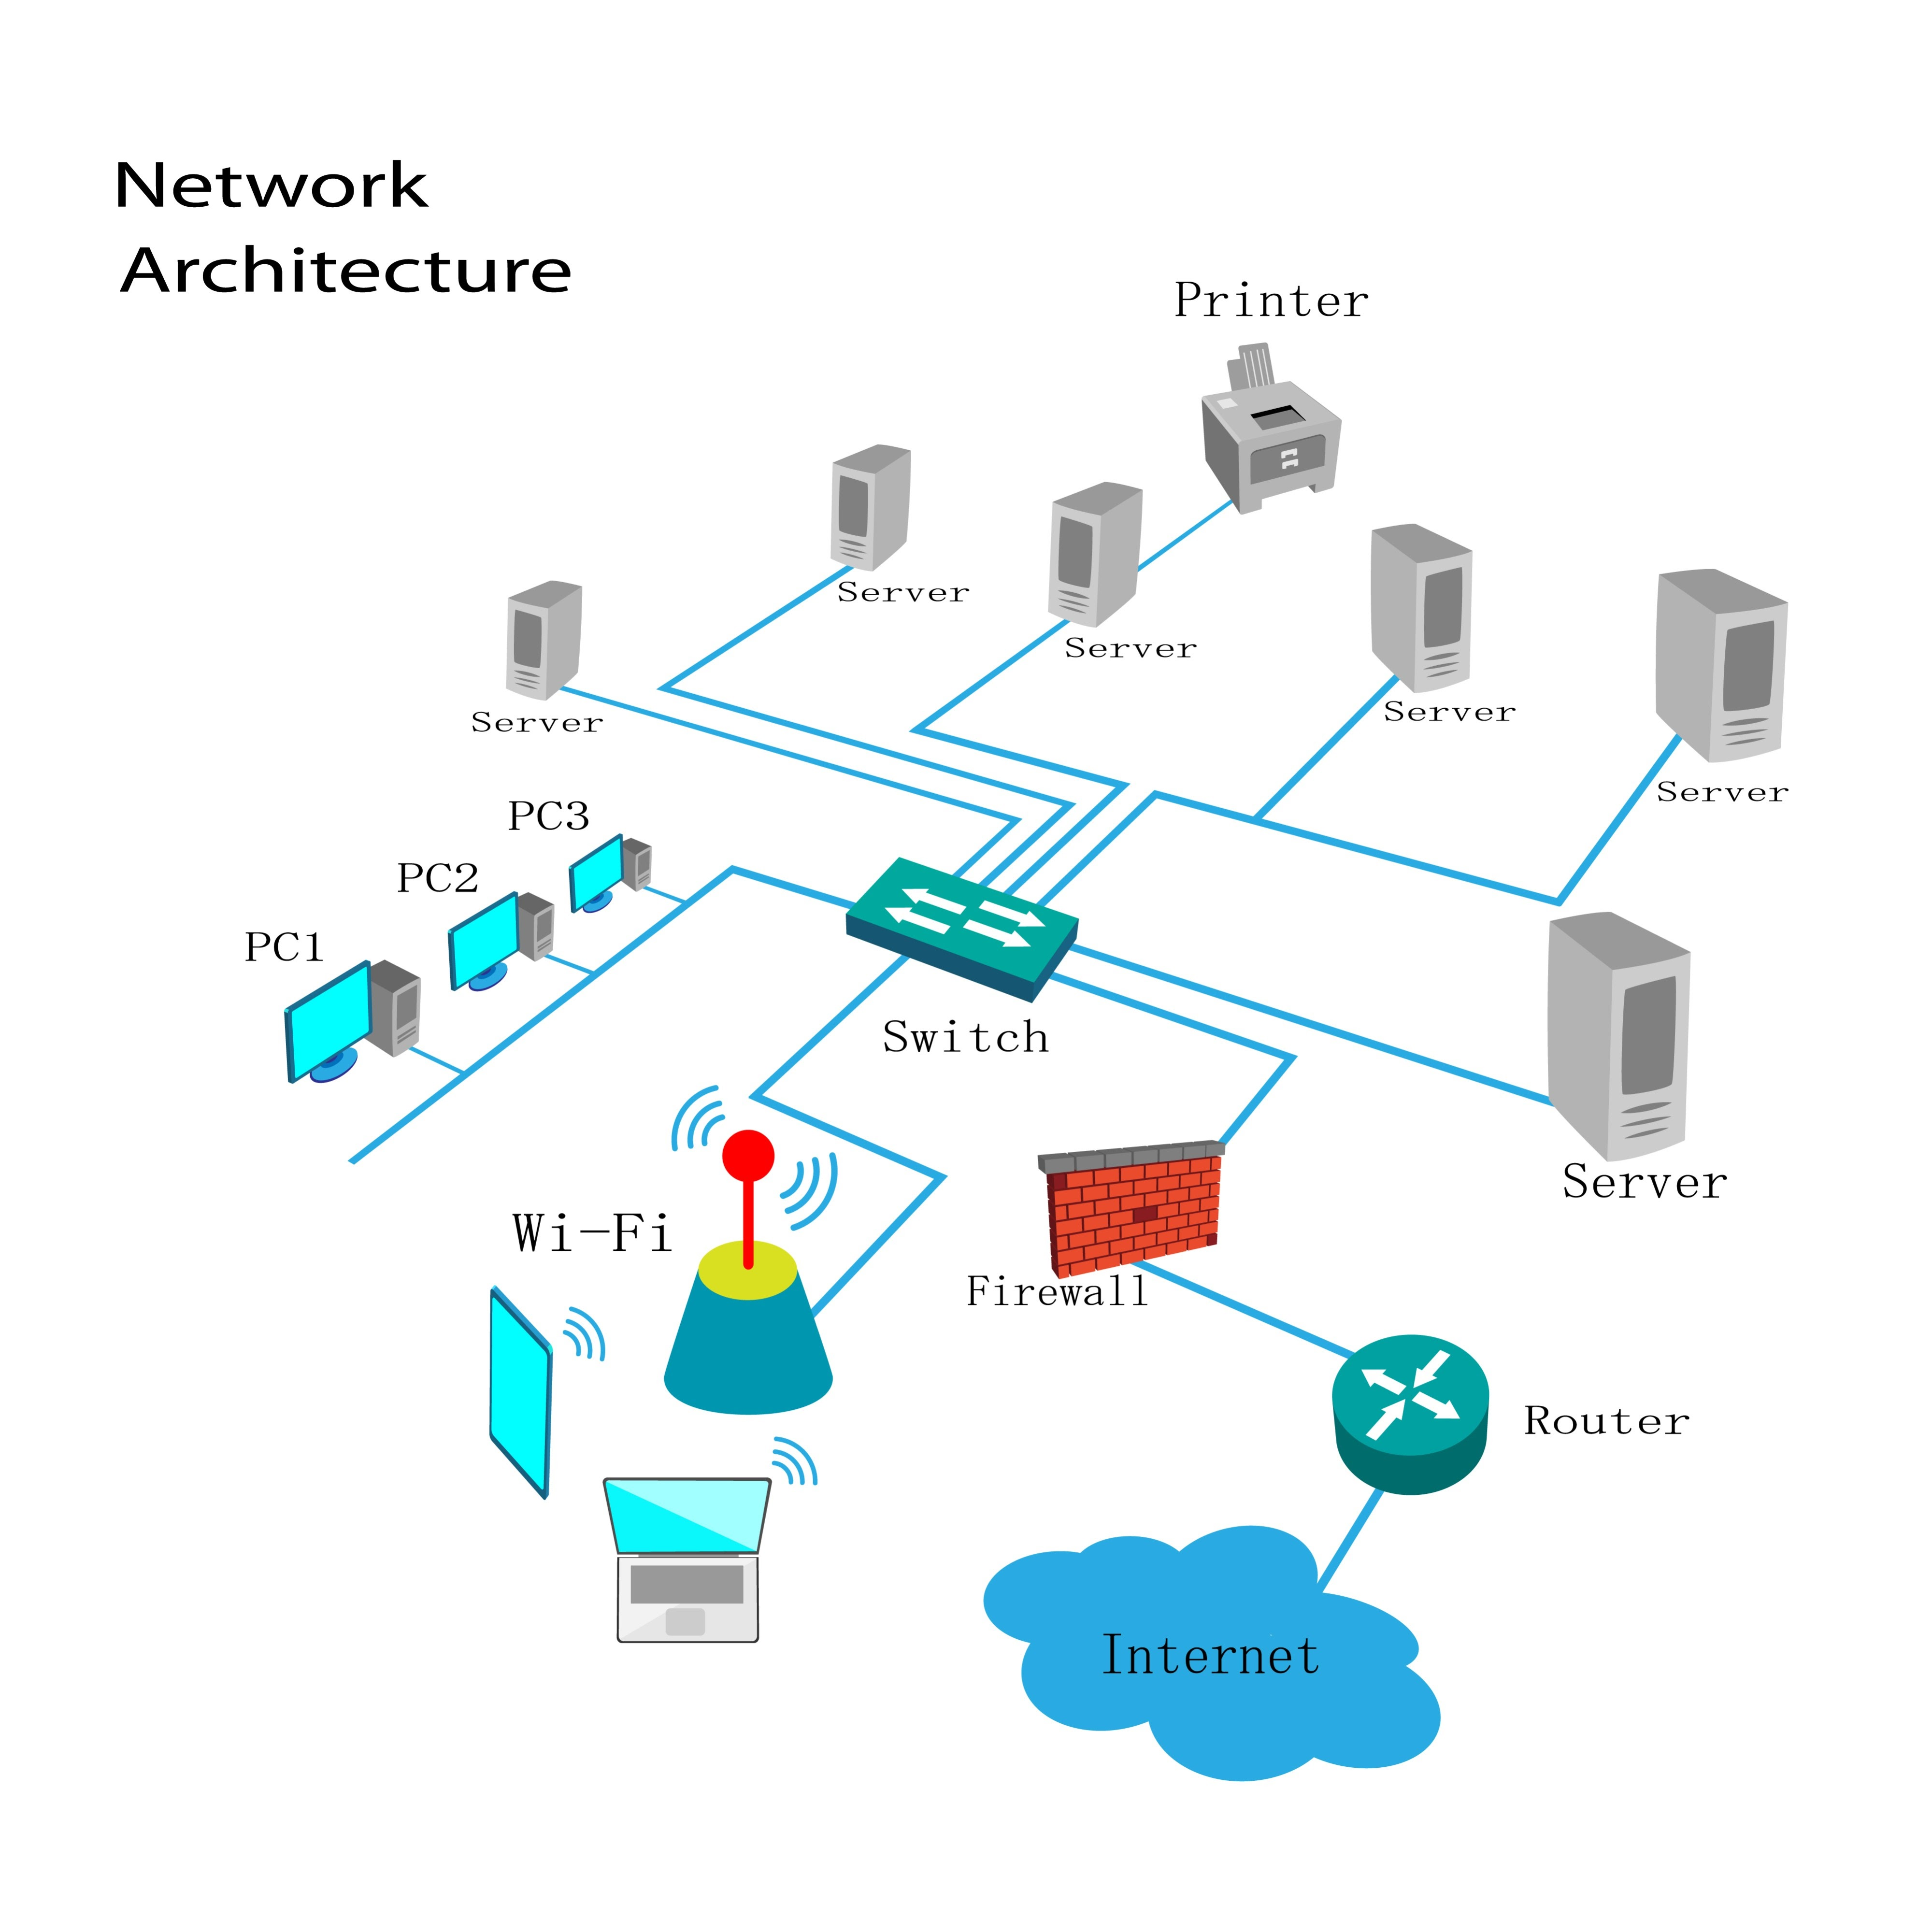 Network
Architecture
Printer
Server
Server
Server
Server
Server
PC3
PC2
PC1
Switch
Server
Wi-Fi
Firewall
Router
Internet